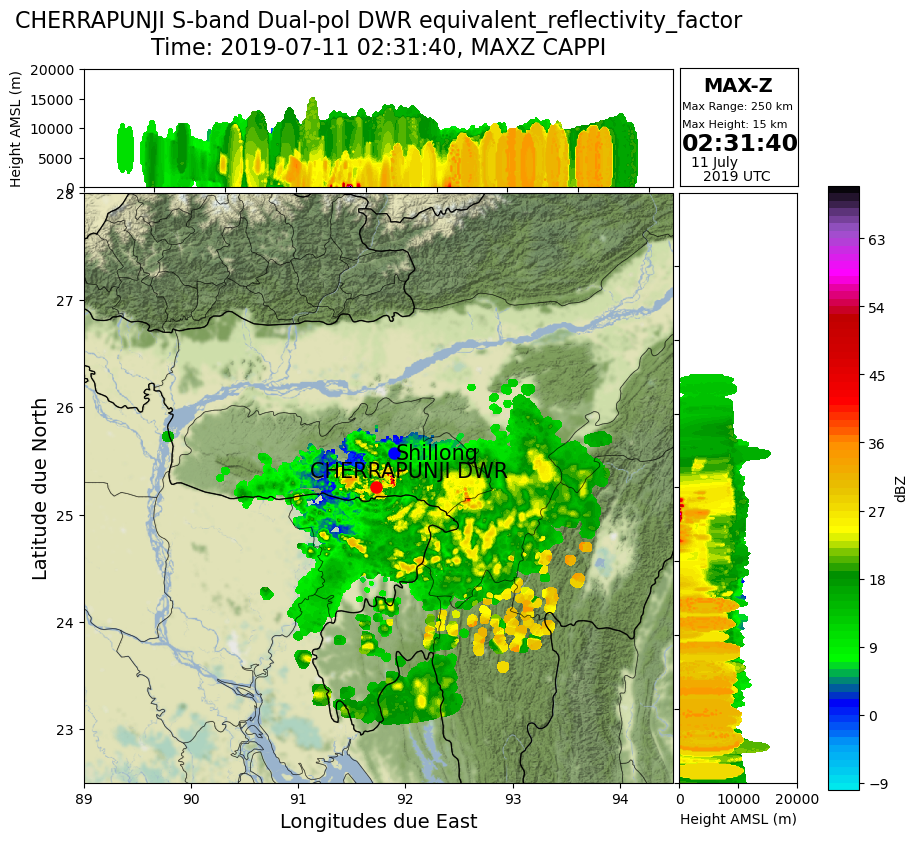 CHERRAPUNJI S-band Dual-pol DWR equivalent_reflectivity_factor
Time: 2019-07-11 02:31:40, MAXZ CAPPI
20000
15000
10000
5000
0
Height AMSL (m)
MAX-Z
Max Range: 250 km
Max Height: 15 km
02:31:40
11 July
2019 UTC
28
27
26
25
24
23
Latitude due North
Shillong
CHERRAPUNJI DWR
89 90 91 92 93 94
Longitudes due East
0 10000 20000
Height AMSL (m)
63
54
45
36
27
18
9
0
−9
dBZ